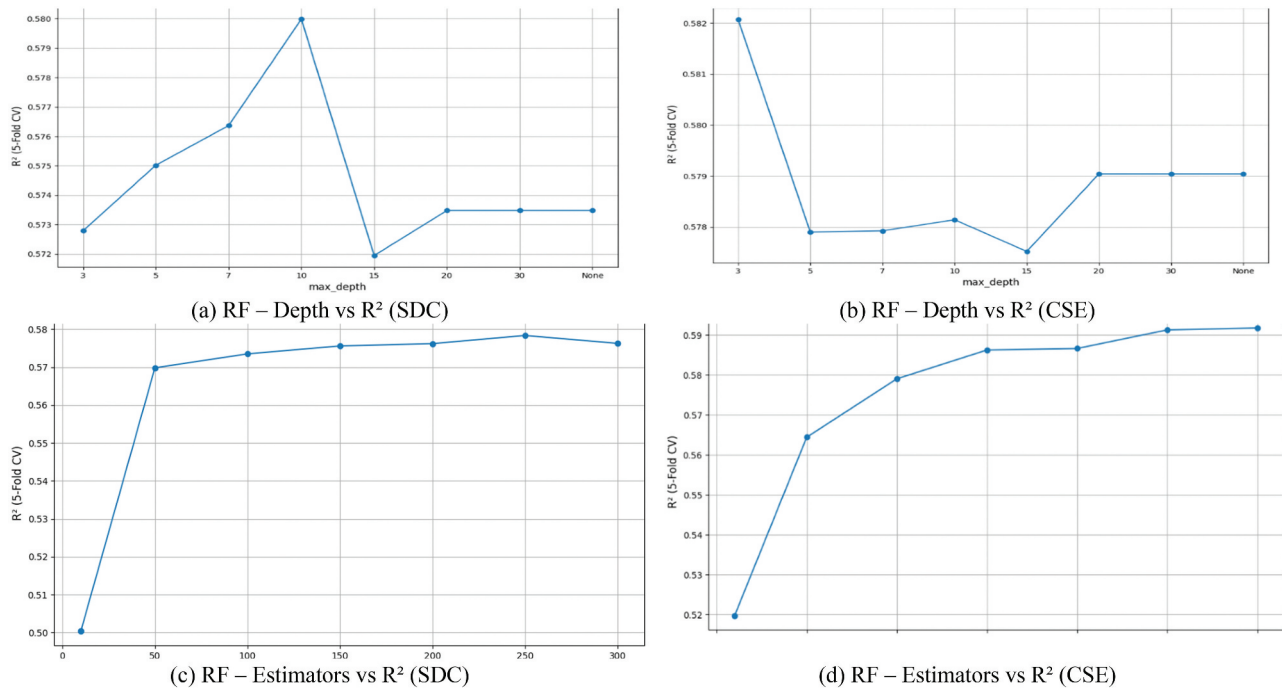 0.580
0.579
0.578
0.577
0.576
0.575
0.574
0.573
0.572
R² (5-Fold CV)
3 5 7 10 15 20 30 None
max_depth
(a) RF – Depth vs R² (SDC)
0.582
0.581
0.580
0.579
0.578
R² (5-Fold CV)
3 5 7 10 15 20 30 None
max_depth
(b) RF – Depth vs R² (CSE)
0.58
0.57
0.56
0.55
0.54
0.53
0.52
0.51
0.50
R² (5-Fold CV)
0 50 100 150 200 250 300
(c) RF – Estimators vs R² (SDC)
0.59
0.58
0.57
0.56
0.55
0.54
0.53
0.52
R² (5-Fold CV)
(d) RF – Estimators vs R² (CSE)